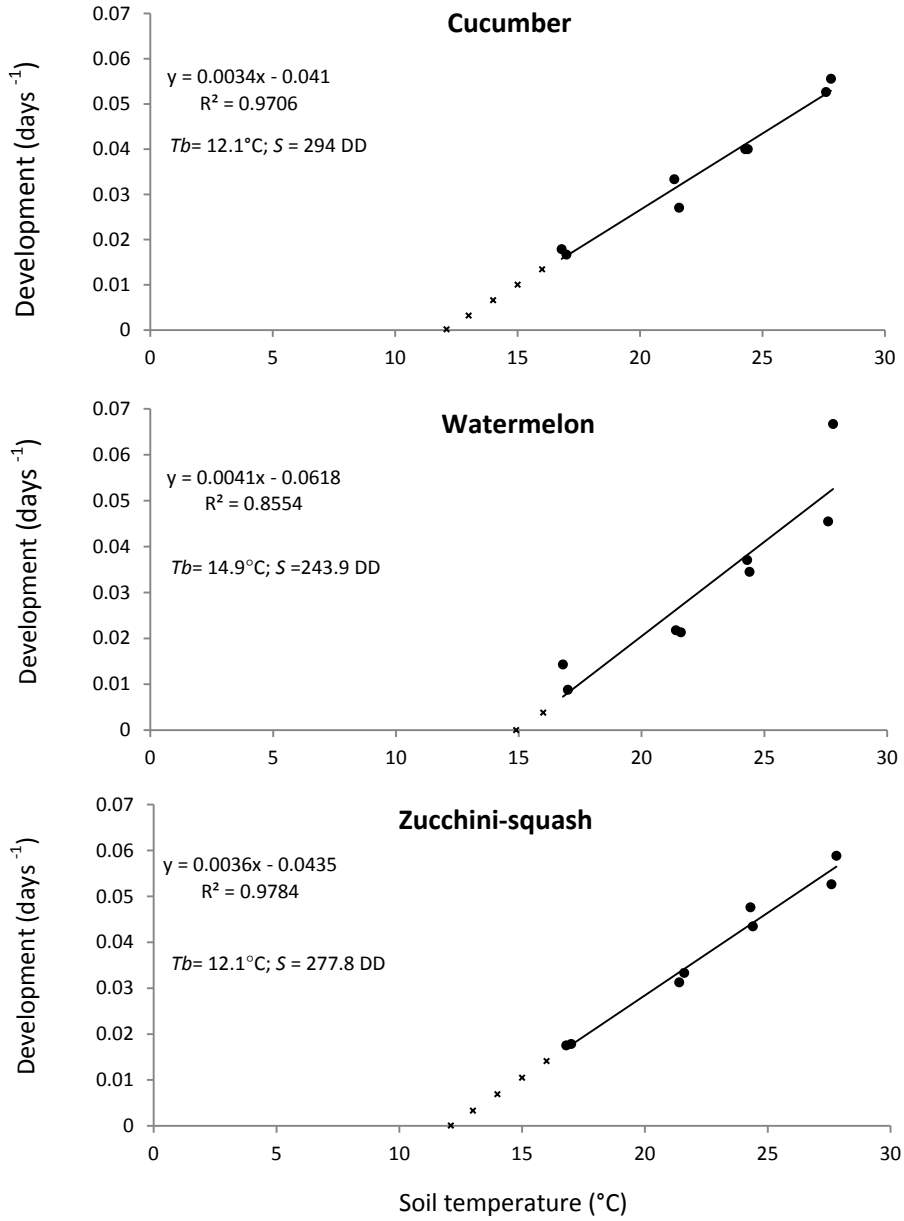 Cucumber
Development (days ⁻¹)
0.07
0.06
0.05
0.04
0.03
0.02
0.01
0
y = 0.0034x - 0.041
R² = 0.9706
Tb= 12.1°C; S = 294 DD
0 5 10 15 20 25 30
Watermelon
Development (days ⁻¹)
0.07
0.06
0.05
0.04
0.03
0.02
0.01
0
y = 0.0041x - 0.0618
R² = 0.8554
Tb= 14.9°C; S =243.9 DD
0 5 10 15 20 25 30
Zucchini-squash
Development (days ⁻¹)
0.07
0.06
0.05
0.04
0.03
0.02
0.01
0
y = 0.0036x - 0.0435
R² = 0.9784
Tb= 12.1°C; S = 277.8 DD
0 5 10 15 20 25 30
Soil temperature (°C)